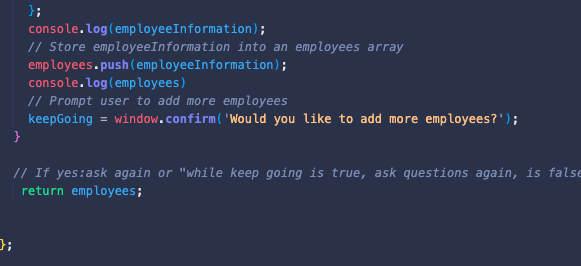 };
console.log(employeeInformation);
// Store employeeInformation into an employees array
employees.push(employeeInformation);
console.log(employees)
// Prompt user to add more employees
keepGoing = window.confirm('Would you like to add more employees?');
}
// If yes:ask again or "while keep going is true, ask questions again, is false
return employees;
};